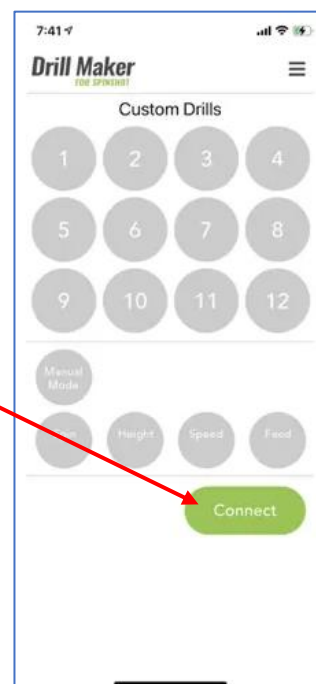 7:41
Drill Maker
FOR SPINSHOT
Custom Drills
1 2 3 4
5 6 7 8
9 10 11 12
Manual
Mode
Spin Height Speed Feed
Connect